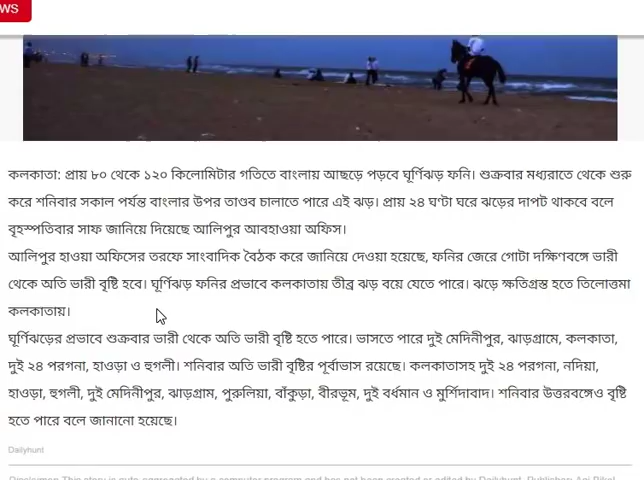 WS
কলকাতা: প্রায় ৮০ থেকে ১২০ কিলোমিটার গতিতে বাংলায় আছড়ে পড়বে ঘূর্ণিঝড় ফনি। শুক্রবার মধ্যরাতে থেকে শুরু
করে শনিবার সকাল পর্যন্ত বাংলার উপর তাণ্ডব চালাতে পারে এই ঝড়। প্রায় ২৪ ঘণ্টা ঘরে ঝড়ের দাপট থাকবে বলে
বৃহস্পতিবার সাফ জানিয়ে দিয়েছে আলিপুর আবহাওয়া অফিস।
আলিপুর হাওয়া অফিসের তরফে সাংবাদিক বৈঠক করে জানিয়ে দেওয়া হয়েছে, ফনির জেরে গোটা দক্ষিণবঙ্গে ভারী
থেকে অতি ভারী বৃষ্টি হবে। ঘূর্ণিঝড় ফনির প্রভাবে কলকাতায় তীব্র ঝড় বয়ে যেতে পারে। ঝড়ে ক্ষতিগ্রস্ত হতে তিলোত্তমা
কলকাতায়।
ঘূর্ণিঝড়ের প্রভাবে শুক্রবার ভারী থেকে অতি ভারী বৃষ্টি হতে পারে। ভাসতে পারে দুই মেদিনীপুর, ঝাড়গ্রামে, কলকাতা,
দুই ২৪ পরগনা, হাওড়া ও হুগলী। শনিবার অতি ভারী বৃষ্টির পূর্বাভাস রয়েছে। কলকাতাসহ দুই ২৪ পরগনা, নদিয়া,
হাওড়া, হুগলী, দুই মেদিনীপুর, ঝাড়গ্রাম, পুরুলিয়া, বাঁকুড়া, বীরভূম, দুই বর্ধমান ও মুর্শিদাবাদ। শনিবার উত্তরবঙ্গেও বৃষ্টি
হতে পারে বলে জানানো হয়েছে।
Dailyhunt